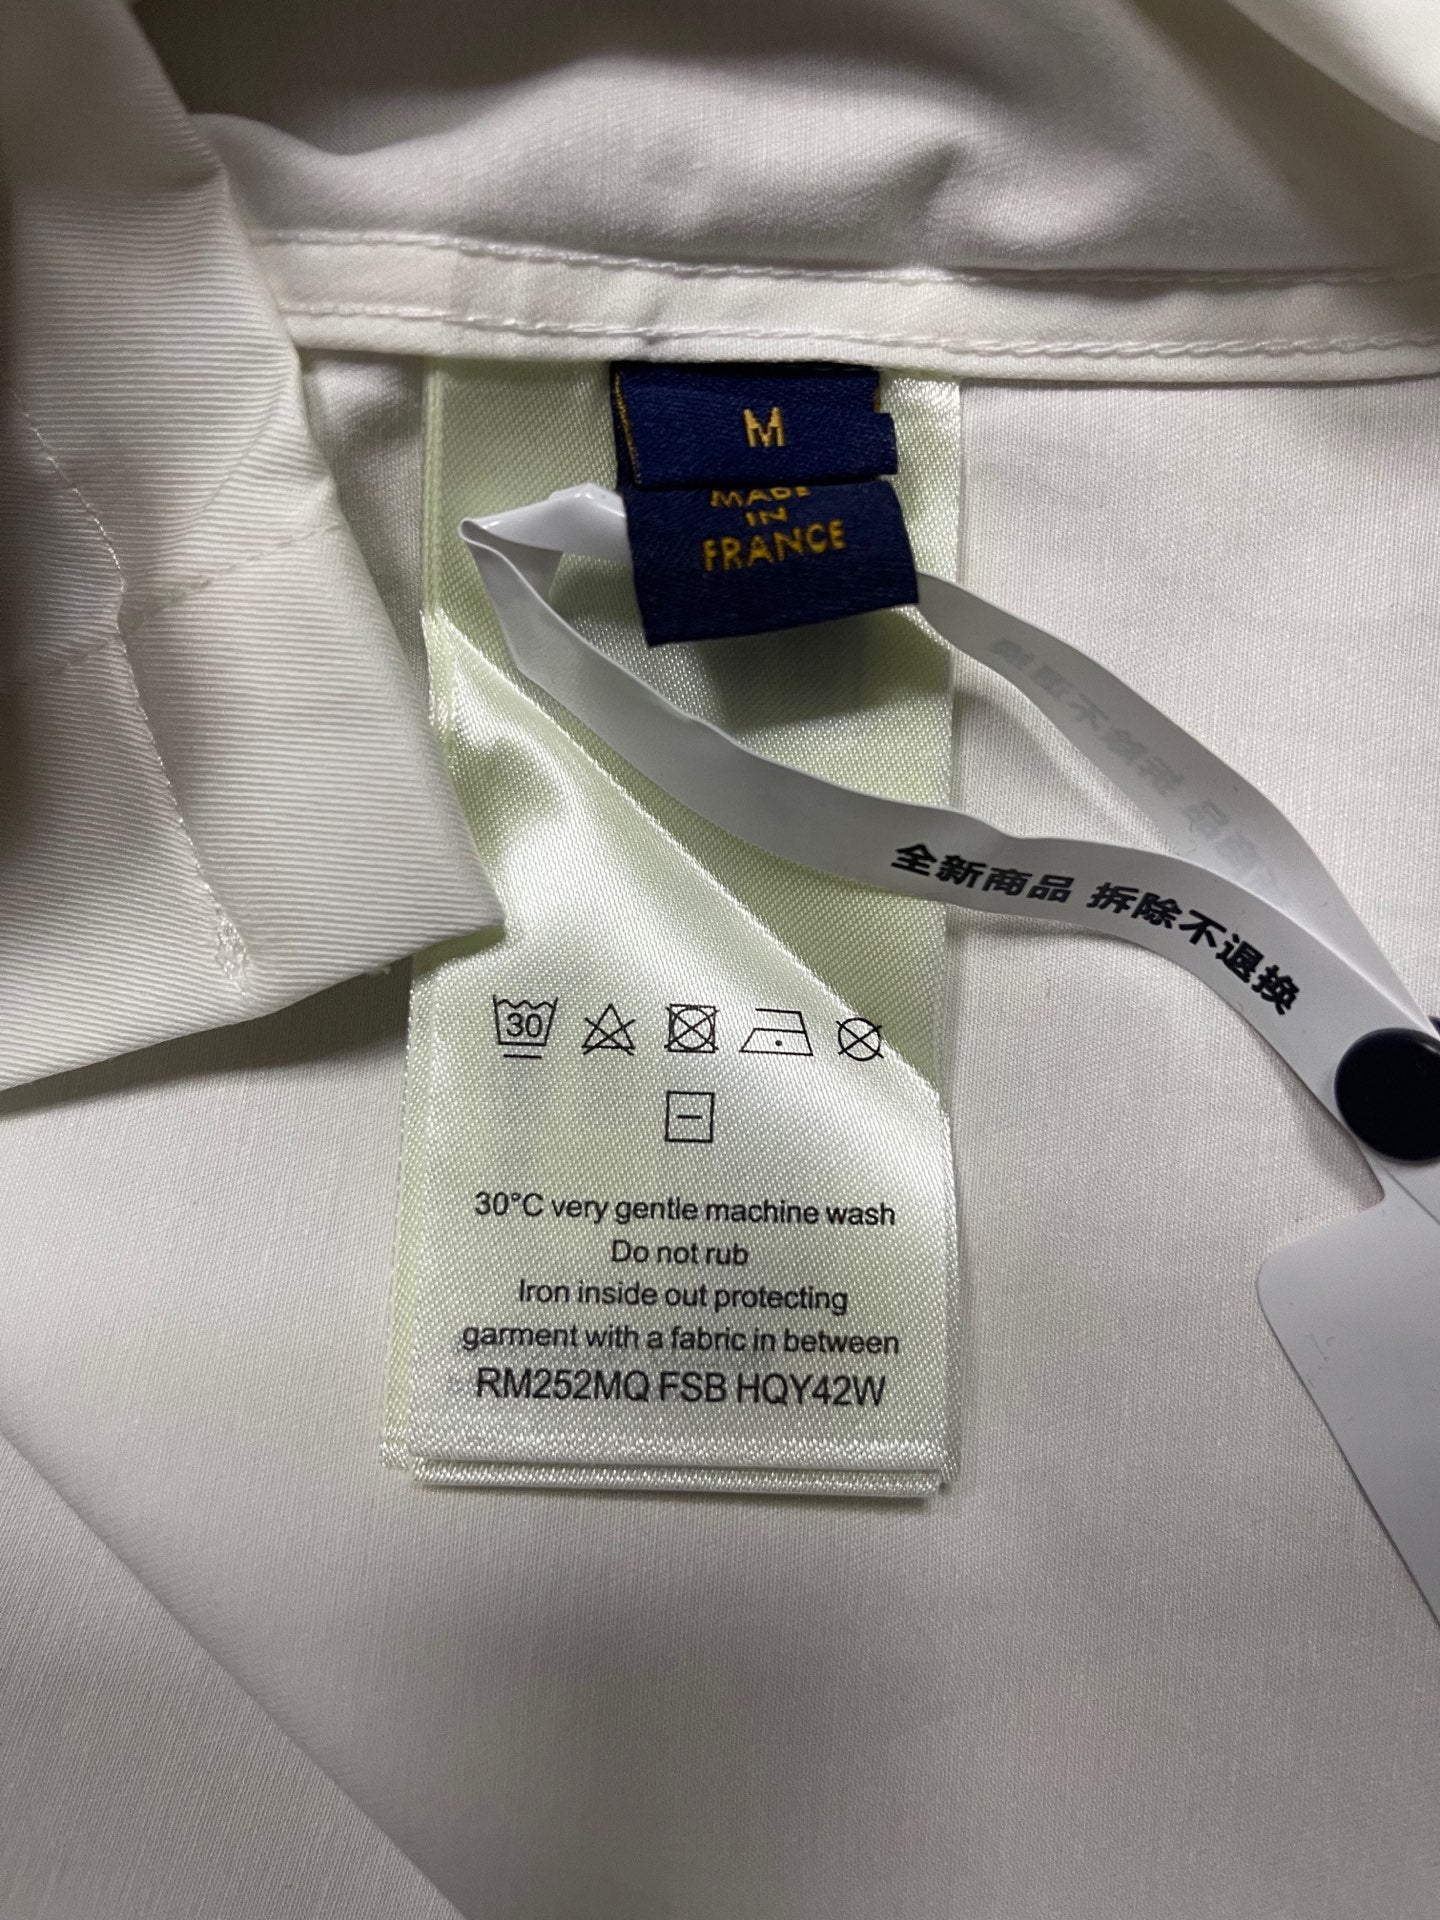 M
MADE
IN
FRANCE
全新商品 拆除不退换
30
30°C very gentle machine wash
Do not rub
Iron inside out protecting
garment with a fabric in between
RM252MQ FSB HQY42W